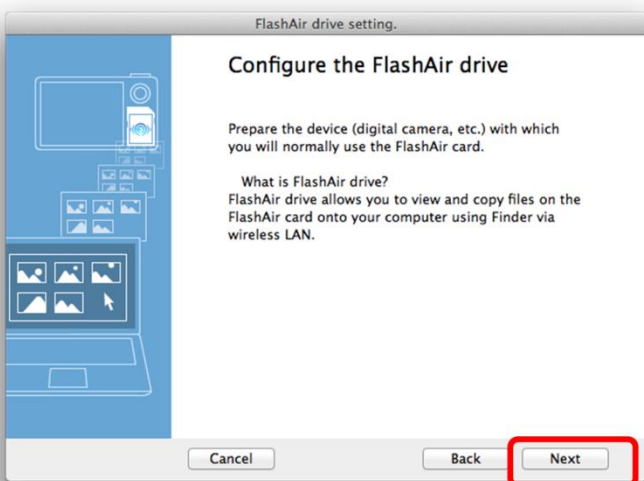 FlashAir drive setting.
Configure the FlashAir drive
Prepare the device (digital camera, etc.) with which
you will normally use the FlashAir card.
What is FlashAir drive?
FlashAir drive allows you to view and copy files on the
FlashAir card onto your computer using Finder via
wireless LAN.
Cancel
Back
Next